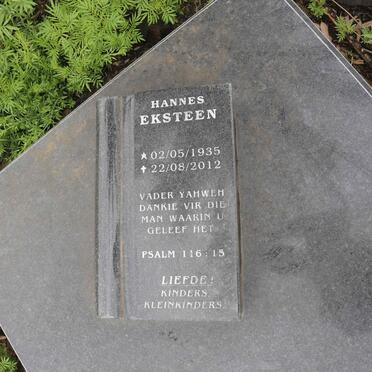 HANNES
EKSTEEN
★ 02/05/1935
✝ 22/08/2012
VADER YAHWEH
DANKIE VIR DIE
MAN WAARIN U
GELEEF HET
PSALM 116:15
LIEFDE!
KINDERS
KLEINKINDERS